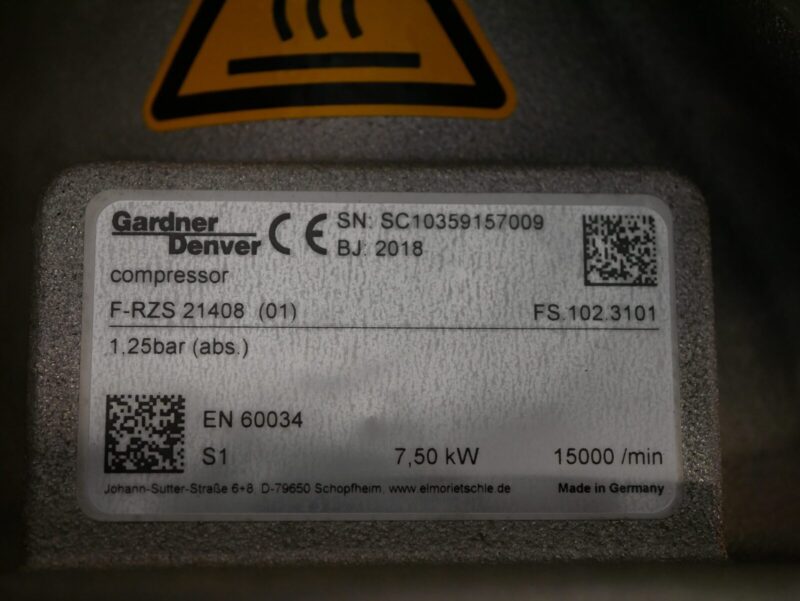 Gardner
Denver
CE SN: SC10359157009
BJ: 2018
compressor
F-RZS 21408 (01) FS.102.3101
1,25bar (abs.)
EN 60034
S1 7,50 kW 15000 /min
Johann-Sutter-Straße 6+8 D-79650 Schopfheim, www.elmorietschle.de Made in Germany